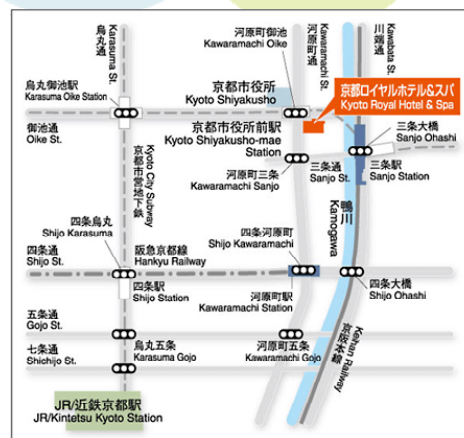 烏丸通
Karasuma St.
河原町御池
Kawaramachi Oike
河原町通
Kawaramachi St.
川端通
Kawabata St.
烏丸御池駅
Karasuma Oike Station
京都市役所
Kyoto Shiyakusho
京都ロイヤルホテル&スパ
Kyoto Royal Hotel & Spa
御池通
Oike St.
京都市役所前駅
Kyoto Shiyakusho-mae
Station
三条大橋
Sanjo Ohashi
京都市営地下鉄
Kyoto City Subway
河原町三条
Kawaramachi Sanjo
三条通
Sanjo St.
三条駅
Sanjo Station
鴨川
Kamogawa
四条烏丸
Shijo Karasuma
四条河原町
Shijo Kawaramachi
四条通
Shijo St.
阪急京都線
Hankyu Railway
四条駅
Shijo Station
河原町駅
Kawaramachi Station
四条大橋
Shijo Ohashi
五条通
Gojo St.
烏丸五条
Karasuma Gojo
河原町五条
Kawaramachi Gojo
京阪本線
Keihan Railway
七条通
Shichijo St.
JR/近鉄京都駅
JR/Kintetsu Kyoto Station